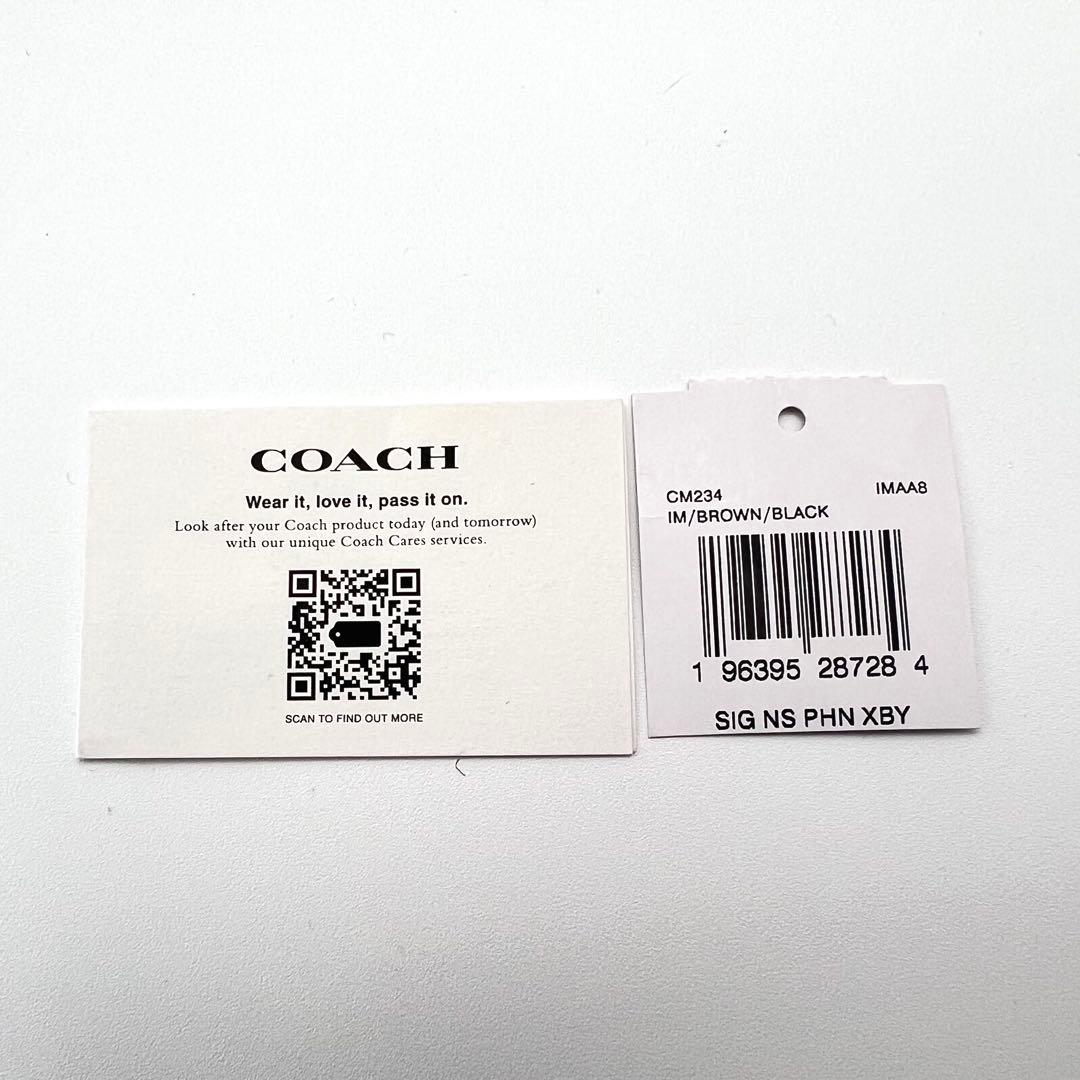 COACH
Wear it, love it, pass it on.
Look after your Coach product today (and tomorrow)
with our unique Coach Cares services.
SCAN TO FIND OUT MORE
CM234 IMAA8
IM/BROWN/BLACK
1 96395 28728 4
SIG NS PHN XBY